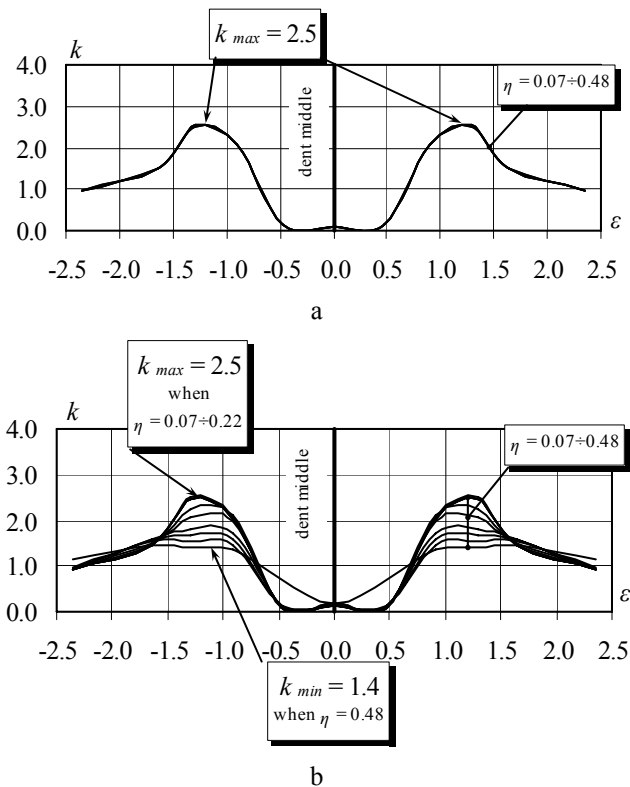 k max = 2.5
k
4.0
3.0
2.0
1.0
0.0
dent middle
η = 0.07÷0.48
ε
-2.5 -2.0 -1.5 -1.0 -0.5 0.0 0.5 1.0 1.5 2.0 2.5
a
k max = 2.5
when
η = 0.07÷0.22
k
4.0
3.0
2.0
1.0
0.0
dent middle
η = 0.07÷0.48
ε
-2.5 -2.0 -1.5 -1.0 -0.5 0.0 0.5 1.0 1.5 2.0 2.5
k min = 1.4
when η = 0.48
b